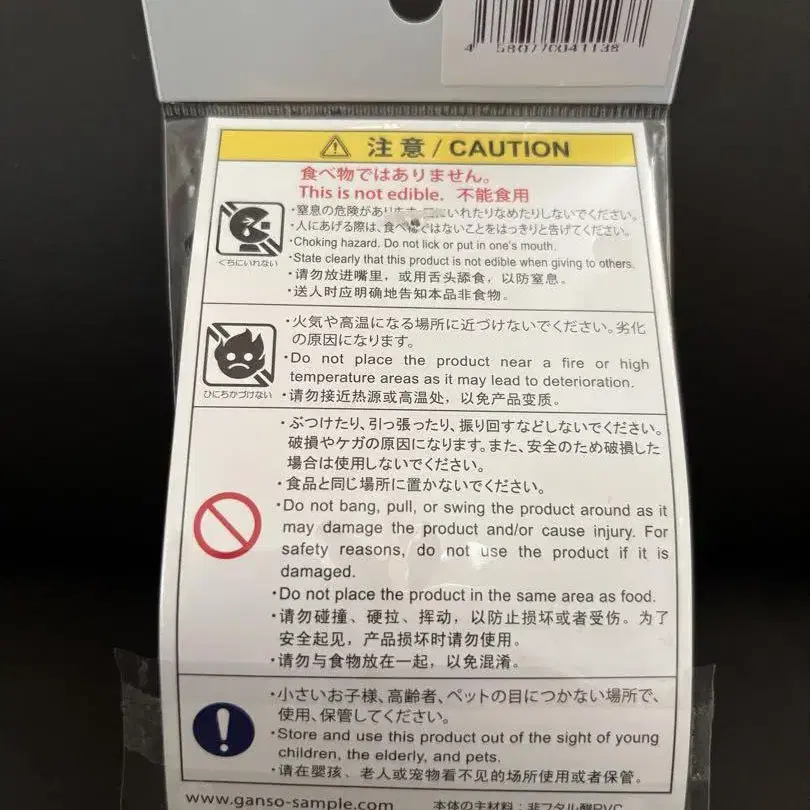 4 580770041138
注意 / CAUTION
食べ物ではありません。
This is not edible. 不能食用
・窒息の危険があります。口にいれたりなめたりしないでください。
・人にあげる際は、食べ物ではないことをはっきりと告げてください。
・Choking hazard. Do not lick or put in one's mouth.
・State clearly that this product is not edible when giving to others.
・请勿放进嘴里，或用舌头舔食，以防窒息。
・送人时应明确地告知本品非食物。
くちにいれない
・火気や高温になる場所に近づけないでください。劣化
の原因になります。
・Do not place the product near a fire or high
temperature areas as it may lead to deterioration.
・请勿接近热源或高温处，以免产品变质。
ひにちかづけない
・ぶつけたり、引っ張ったり、振り回すなどしないでください。
破損やケガの原因になります。また、安全のため破損した
場合は使用しないでください。
・食品と同じ場所に置かないでください。
・Do not bang, pull, or swing the product around as it
may damage the product and/or cause injury. For
safety reasons, do not use the product if it is
damaged.
・Do not place the product in the same area as food.
・请勿碰撞、硬拉、挥动，以防止损坏或者受伤。为了
安全起见，产品损坏时请勿使用。
・请勿与食物放在一起，以免混淆。
・小さいお子様、高齢者、ペットの目につかない場所で、
使用、保管してください。
・Store and use this product out of the sight of young
children, the elderly, and pets.
・请在婴孩、老人或宠物看不见的场所使用或者保管。
www.ganso-sample.com
本体の主材料：非フタル酸PVC